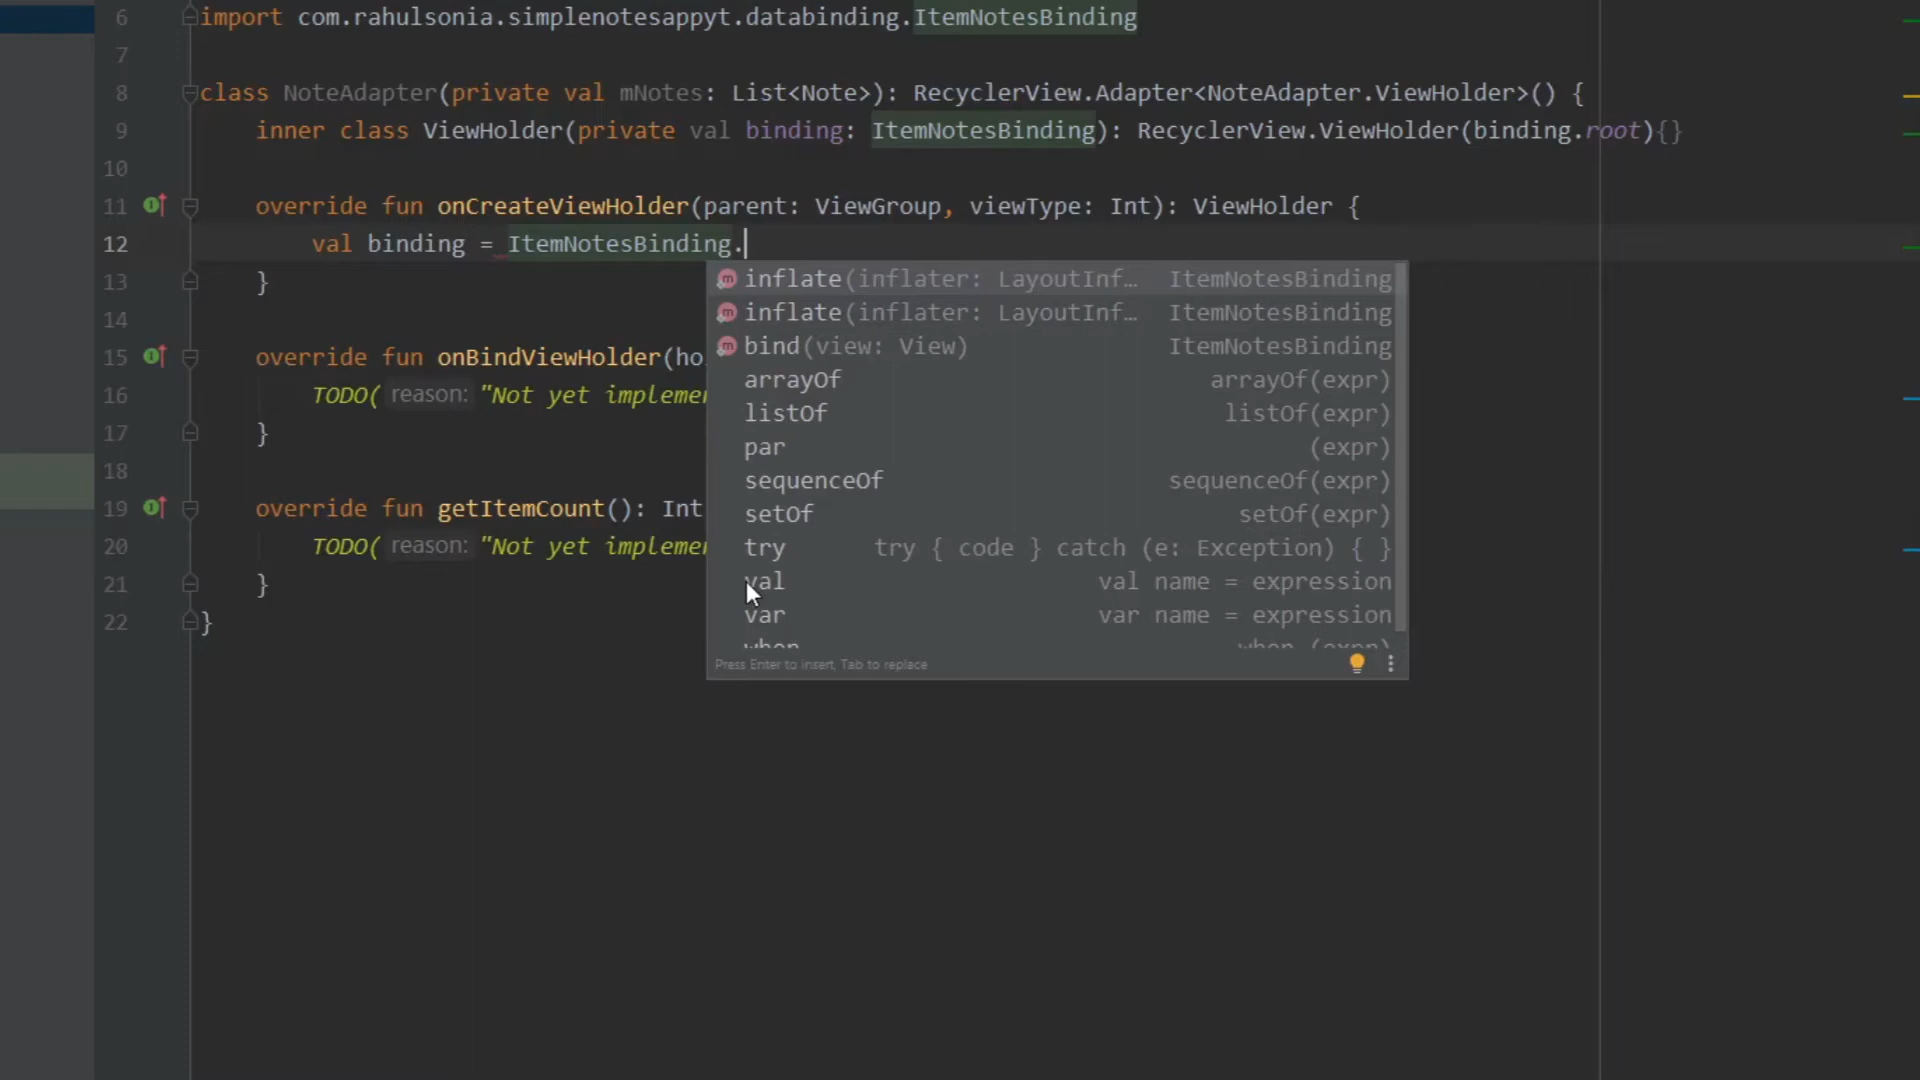 6 import com.rahulsonia.simplenotesappyt.databinding.ItemNotesBinding
7
8 class NoteAdapter(private val mNotes: List<Note>): RecyclerView.Adapter<NoteAdapter.ViewHolder>() {
9 inner class ViewHolder(private val binding: ItemNotesBinding): RecyclerView.ViewHolder(binding.root){}
10
11 override fun onCreateViewHolder(parent: ViewGroup, viewType: Int): ViewHolder {
12 val binding = ItemNotesBinding.
inflate(inflater: LayoutInf… ItemNotesBinding
13 }
inflate(inflater: LayoutInf… ItemNotesBinding
14
bind(view: View) ItemNotesBinding
15 override fun onBindViewHolder(ho
arrayOf arrayOf(expr)
16 TODO( reason: "Not yet implemen
listOf listOf(expr)
17 }
par (expr)
18
sequenceOf sequenceOf(expr)
19 override fun getItemCount(): Int
setOf setOf(expr)
20 TODO( reason: "Not yet implemen
try try { code } catch (e: Exception) { }
21 }
val val name = expression
22 }
var var name = expression
when when (expr)
Press Enter to insert, Tab to replace